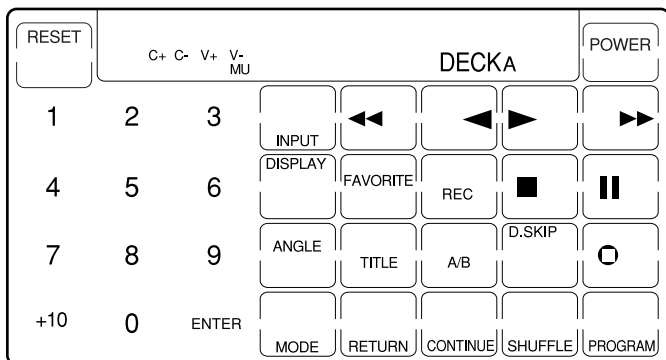 RESET
C+ C- V+ V-
MU
DECKA
POWER
1 2 3
INPUT
4 5 6
DISPLAY
FAVORITE
REC
7 8 9
ANGLE
TITLE
A/B
D.SKIP
+10 0 ENTER
MODE RETURN CONTINUE SHUFFLE PROGRAM